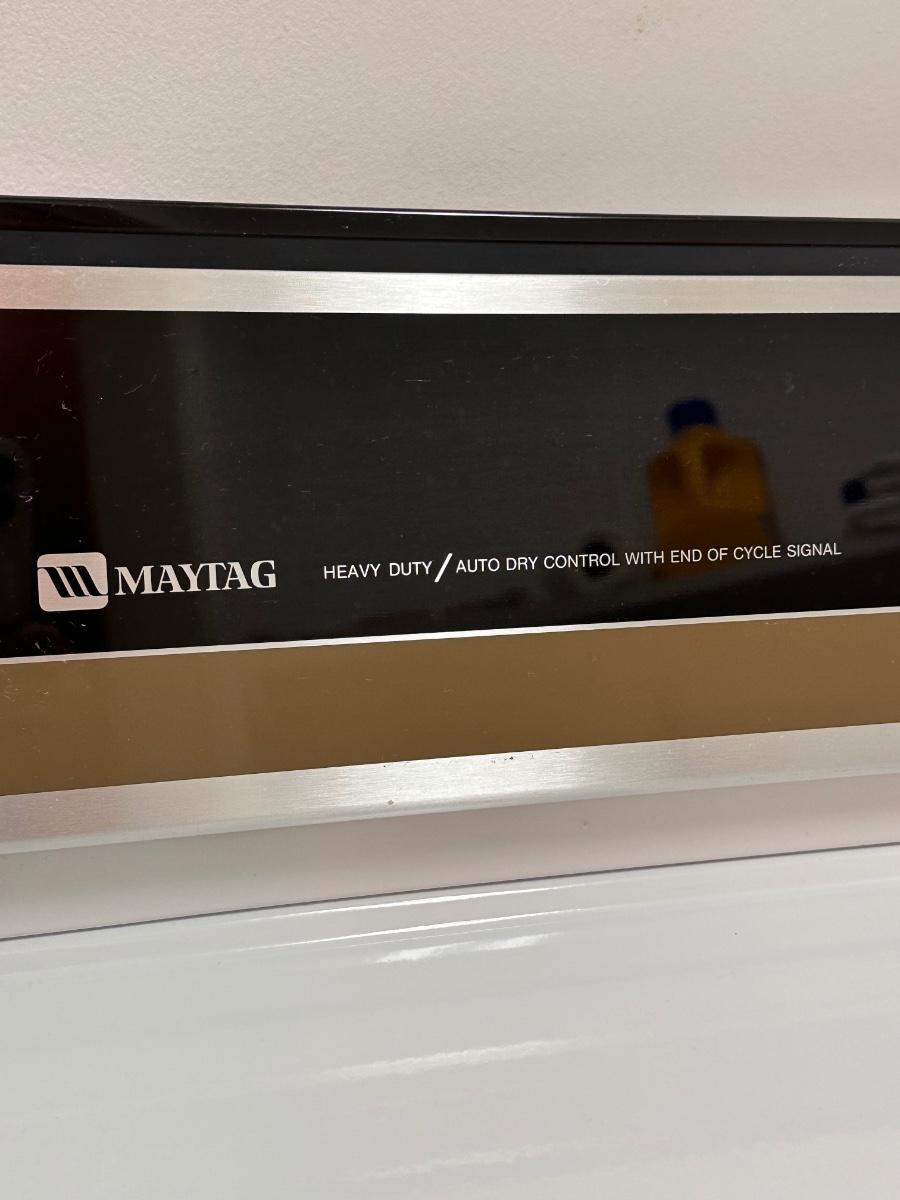 MAYTAG HEAVY DUTY/AUTO DRY CONTROL WITH END OF CYCLE SIGNAL